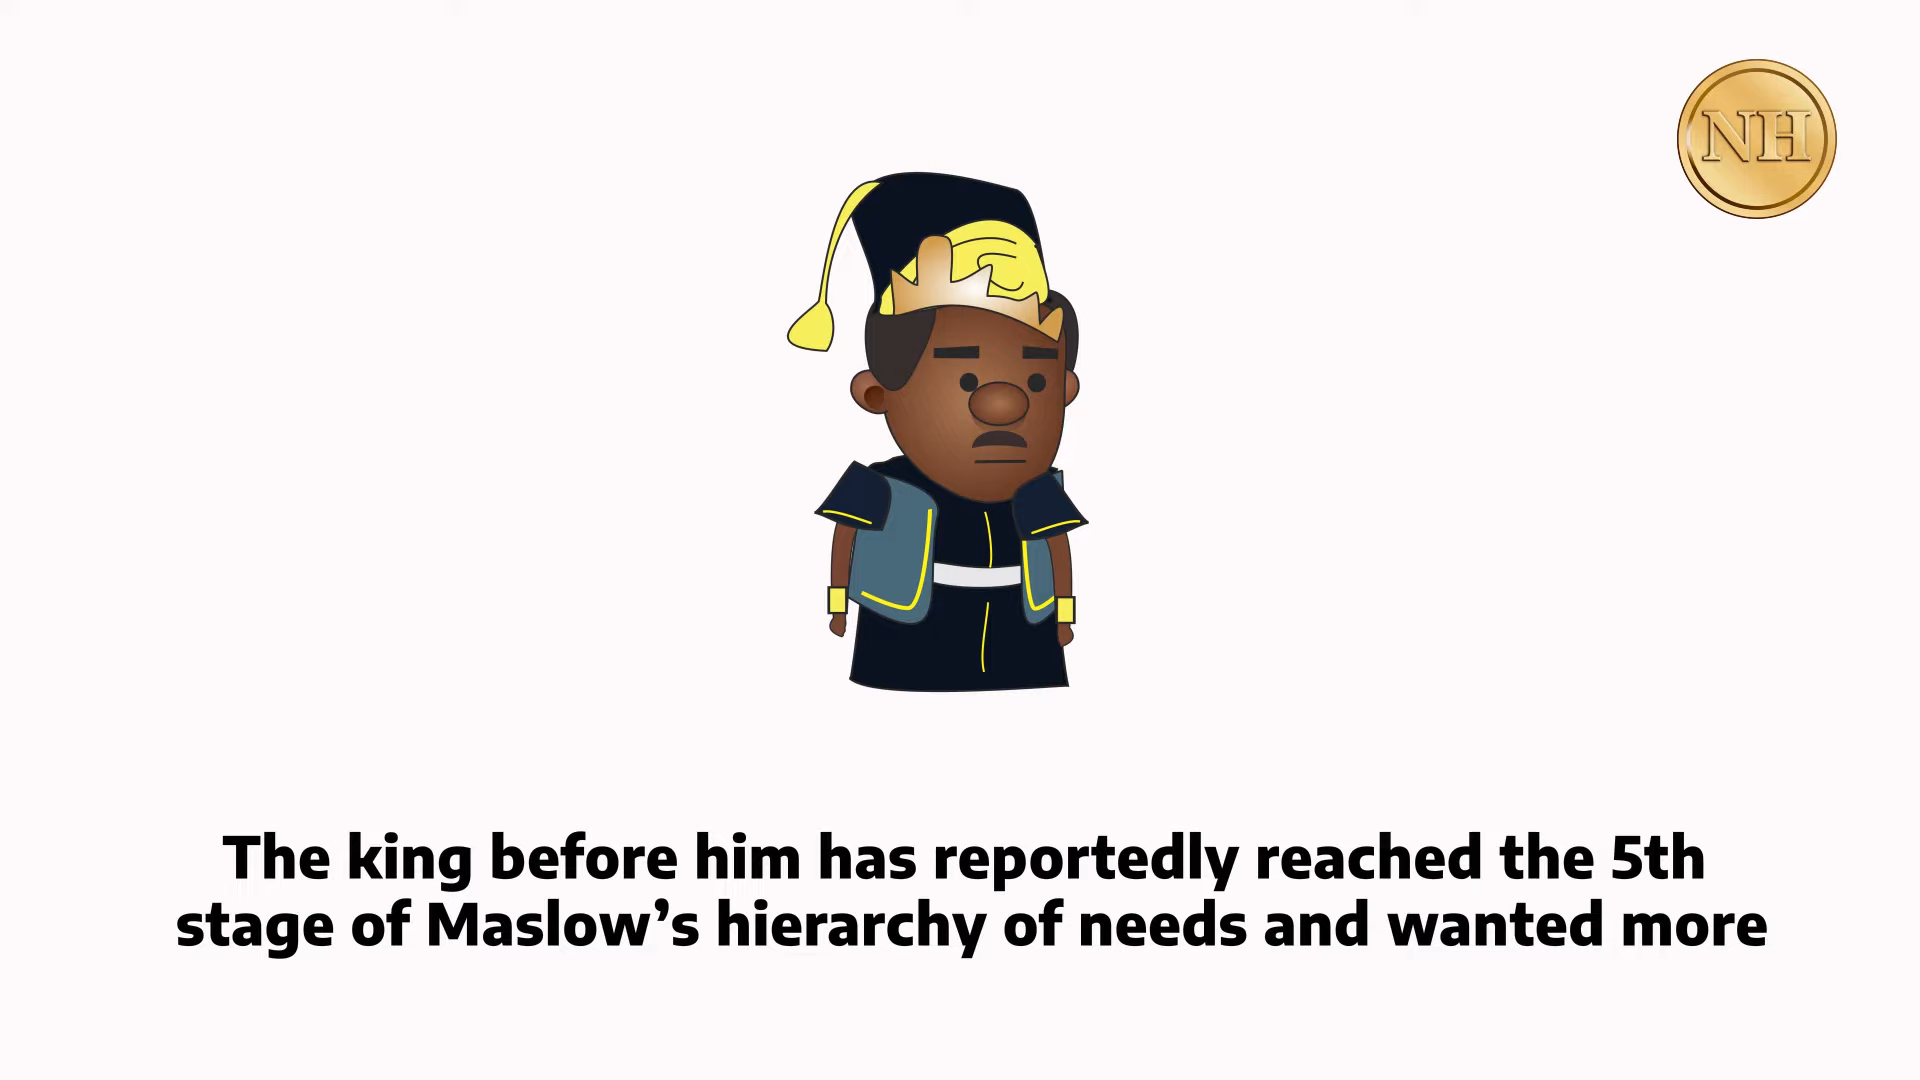 NH
The king before him has reportedly reached the 5th
stage of Maslow’s hierarchy of needs and wanted more